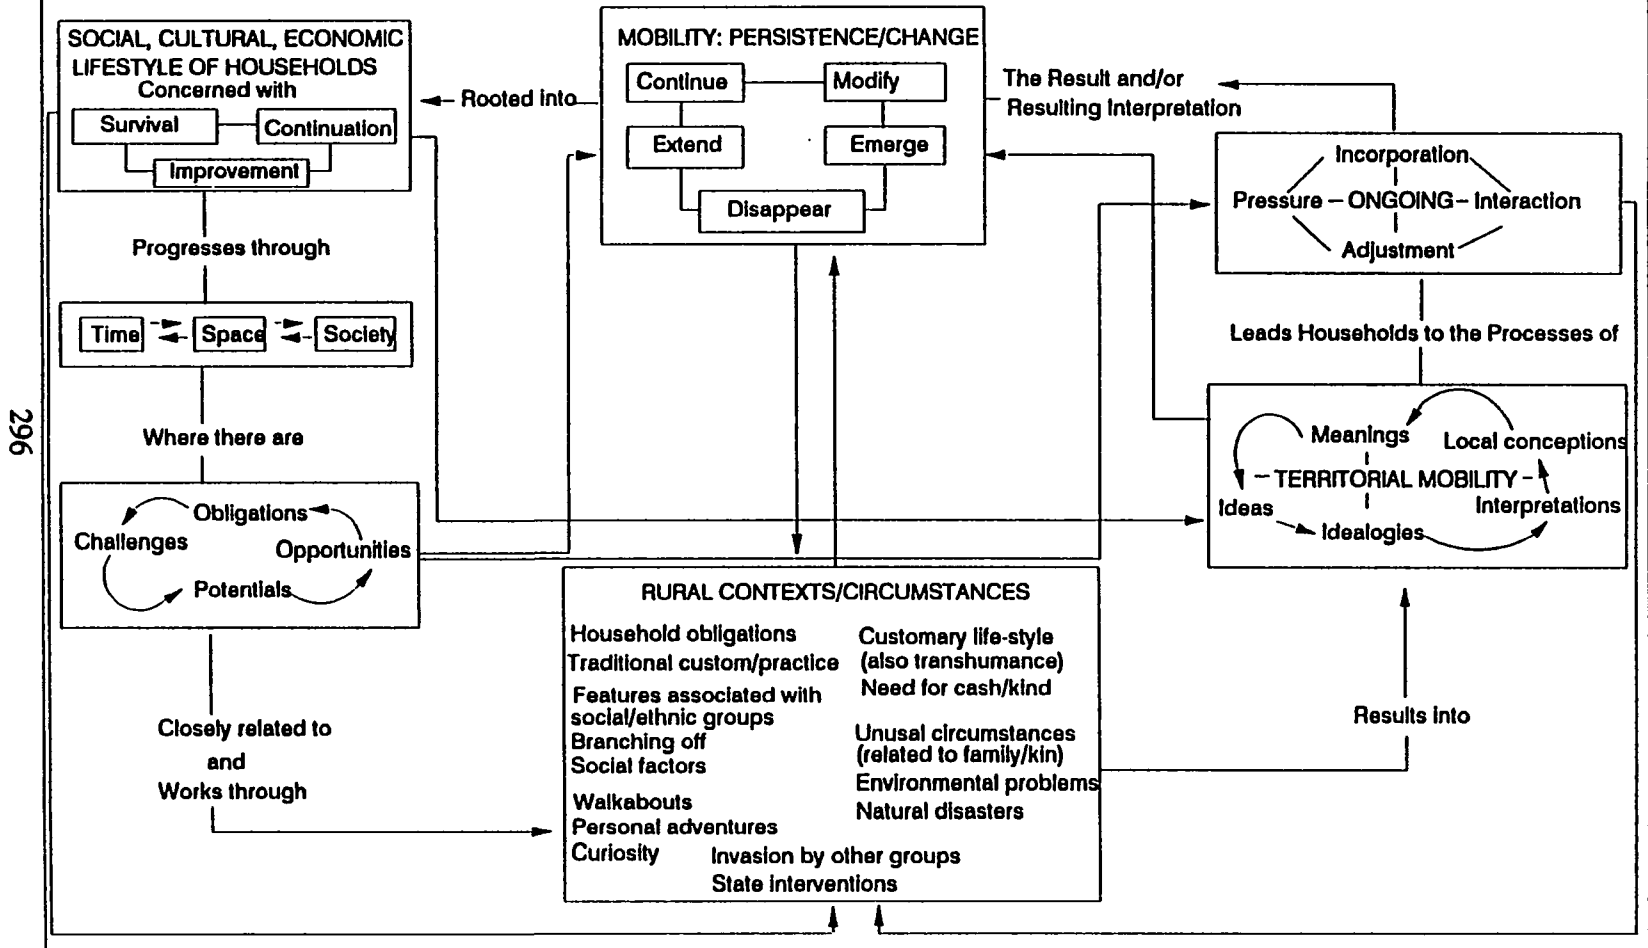 SOCIAL, CULTURAL, ECONOMIC
LIFESTYLE OF HOUSEHOLDS
Concerned with
Survival
Continuation
Improvement
Progresses through
Time
Space
Society
Where there are
Obligations
Challenges
Opportunities
Potentials
Closely related to
and
Works through
Rooted into
MOBILITY: PERSISTENCE/CHANGE
Continue
Modify
Extend
Emerge
Disappear
The Result and/or
Resulting Interpretation
Incorporation
Pressure – ONGOING – Interaction
Adjustment
Leads Households to the Processes of
Meanings
Local conceptions
– TERRITORIAL MOBILITY –
Ideas
Interpretations
Idealogies
Results into
RURAL CONTEXTS/CIRCUMSTANCES
Household obligations
Traditional custom/practice
Features associated with
social/ethnic groups
Branching off
Social factors
Walkabouts
Personal adventures
Curiosity
Customary life-style
(also transhumance)
Need for cash/kind
Unusal circumstances
(related to family/kin)
Environmental problems
Natural disasters
Invasion by other groups
State interventions
296